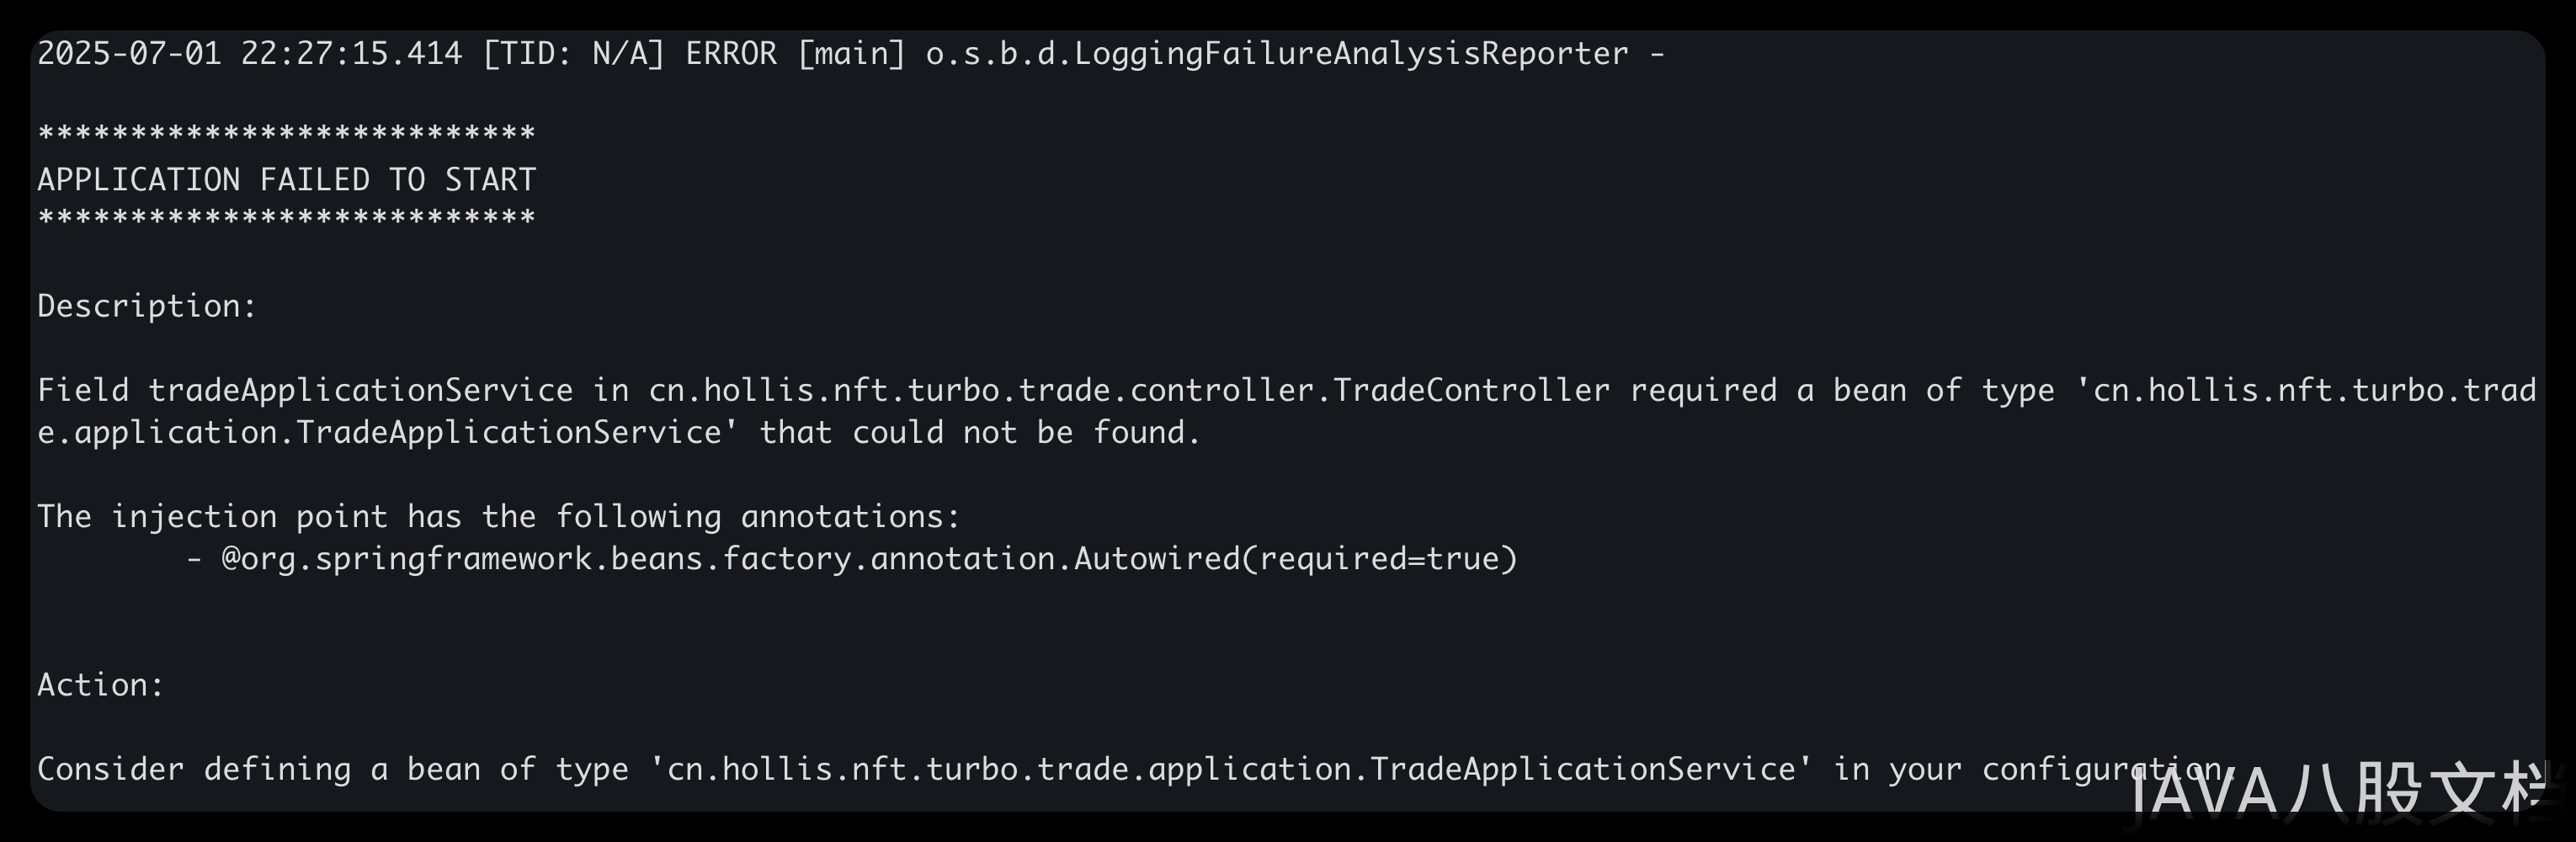 2025-07-01 22:27:15.414 [TID: N/A] ERROR [main] o.s.b.d.LoggingFailureAnalysisReporter -
***************************
APPLICATION FAILED TO START
***************************
Description:
Field tradeApplicationService in cn.hollis.nft.turbo.trade.controller.TradeController required a bean of type 'cn.hollis.nft.turbo.trad
e.application.TradeApplicationService' that could not be found.
The injection point has the following annotations:
- @org.springframework.beans.factory.annotation.Autowired(required=true)
Action:
Consider defining a bean of type 'cn.hollis.nft.turbo.trade.application.TradeApplicationService' in your configuration.
JAVA八股文档